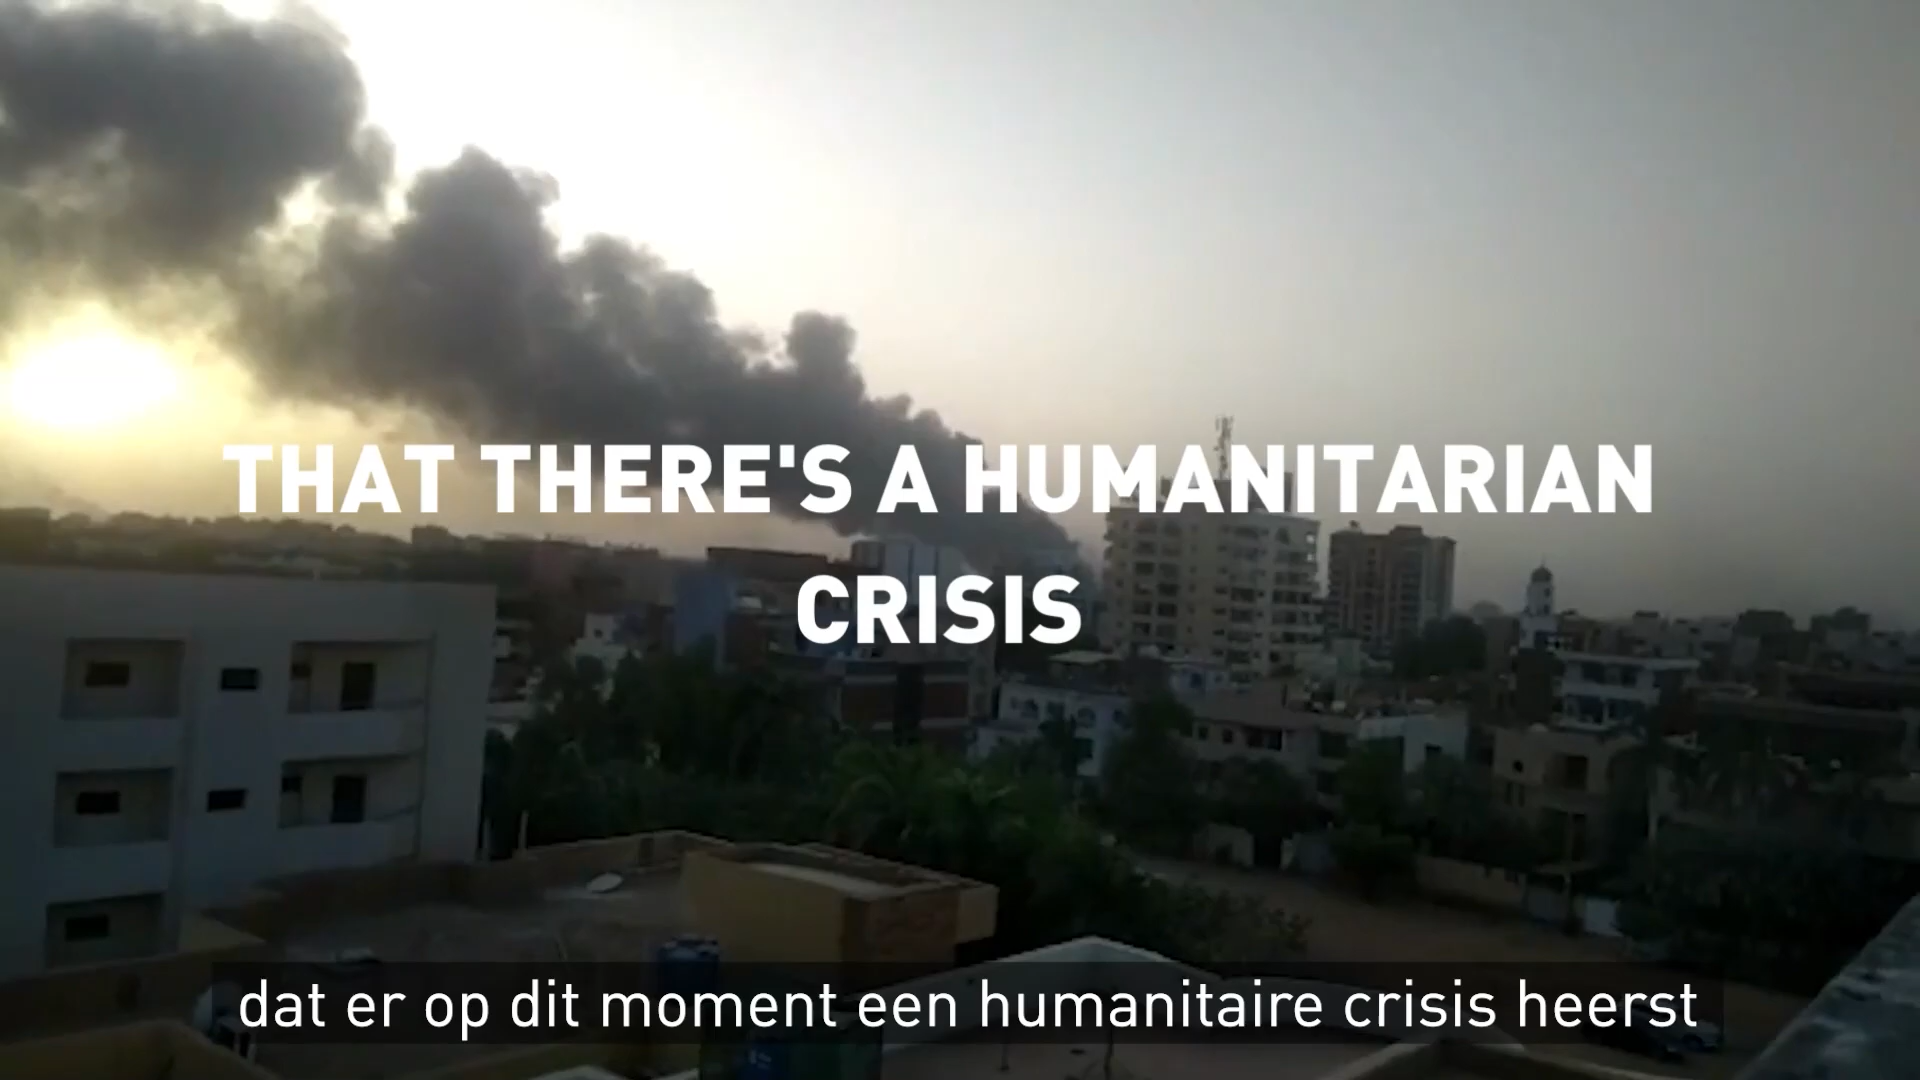 THAT THERE'S A HUMANITARIAN
CRISIS
dat er op dit moment een humanitaire crisis heerst